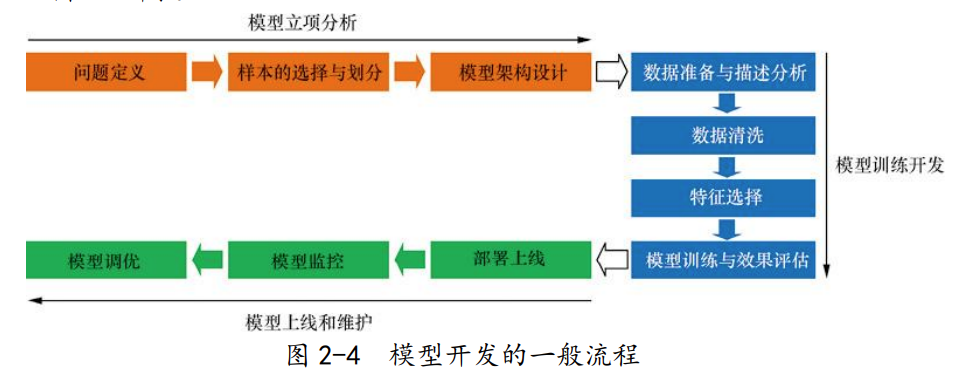 模型立项分析
问题定义
样本的选择与划分
模型架构设计
数据准备与描述分析
数据清洗
特征选择
模型训练与效果评估
模型训练开发
部署上线
模型监控
模型调优
模型上线和维护
图 2-4 模型开发的一般流程